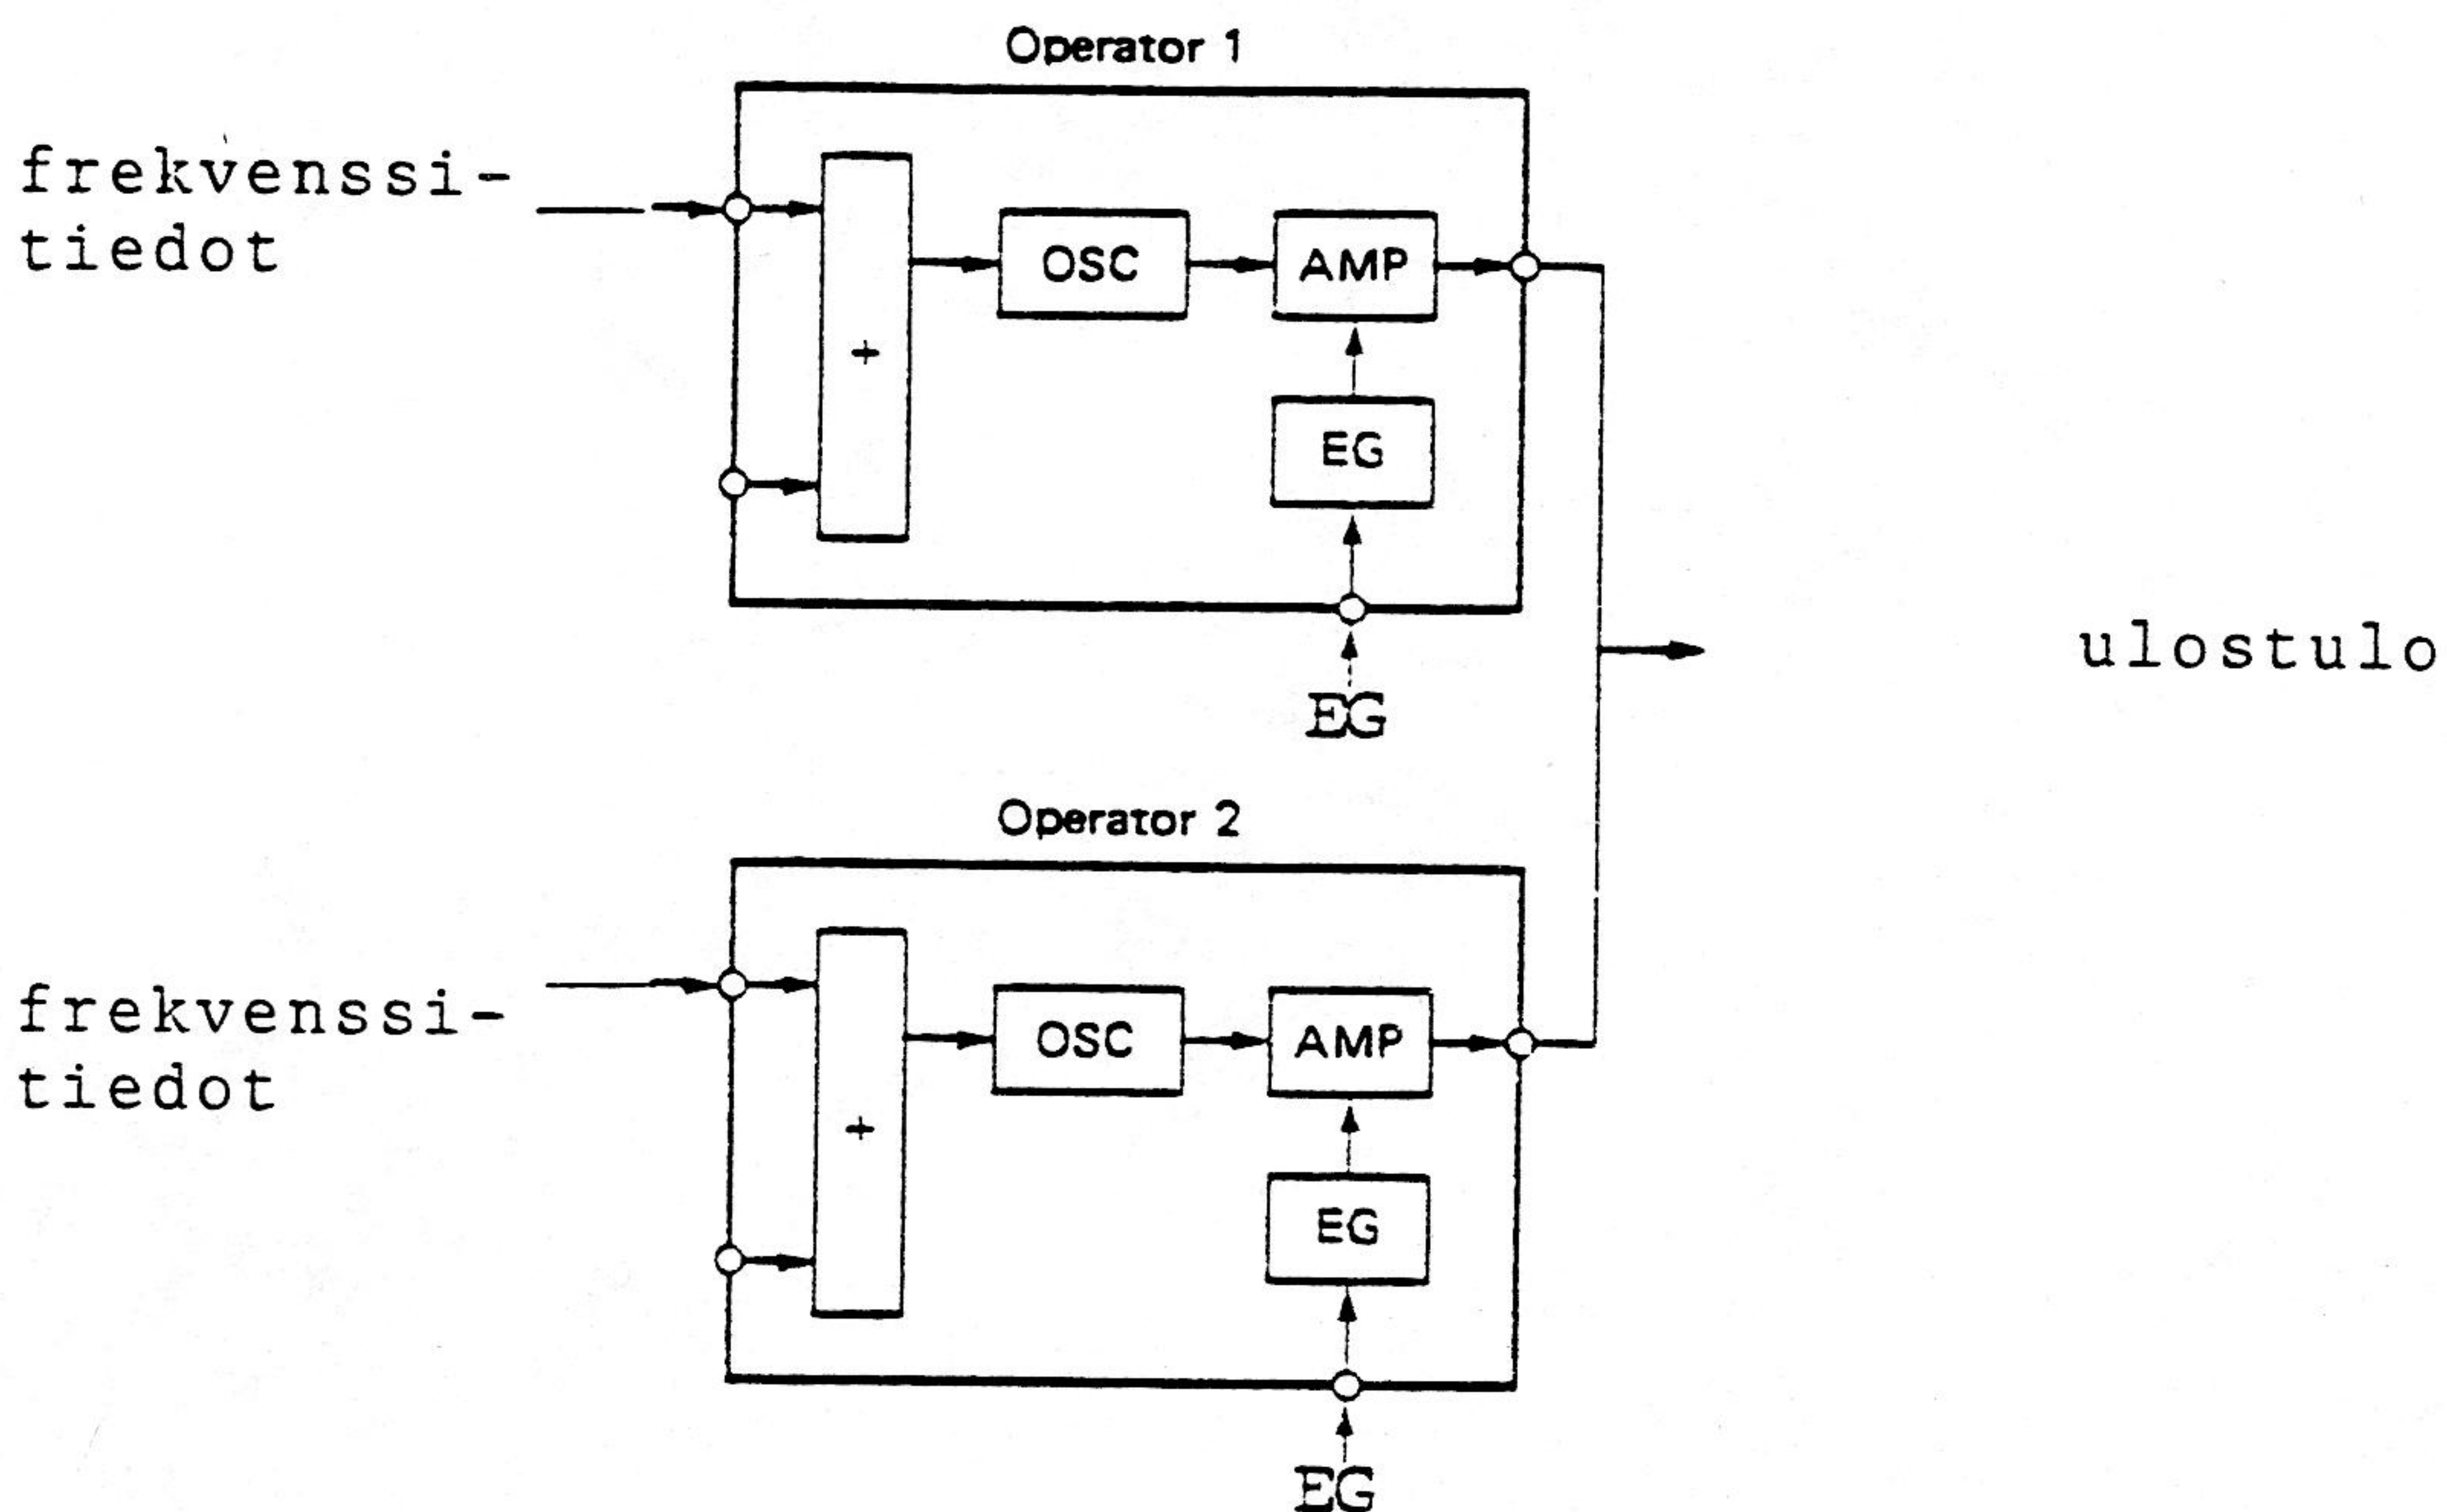 Operator 1
frekvenssi-
tiedot
+
OSC
AMP
EG
EG
ulostulo
Operator 2
frekvenssi-
tiedot
+
OSC
AMP
EG
EG